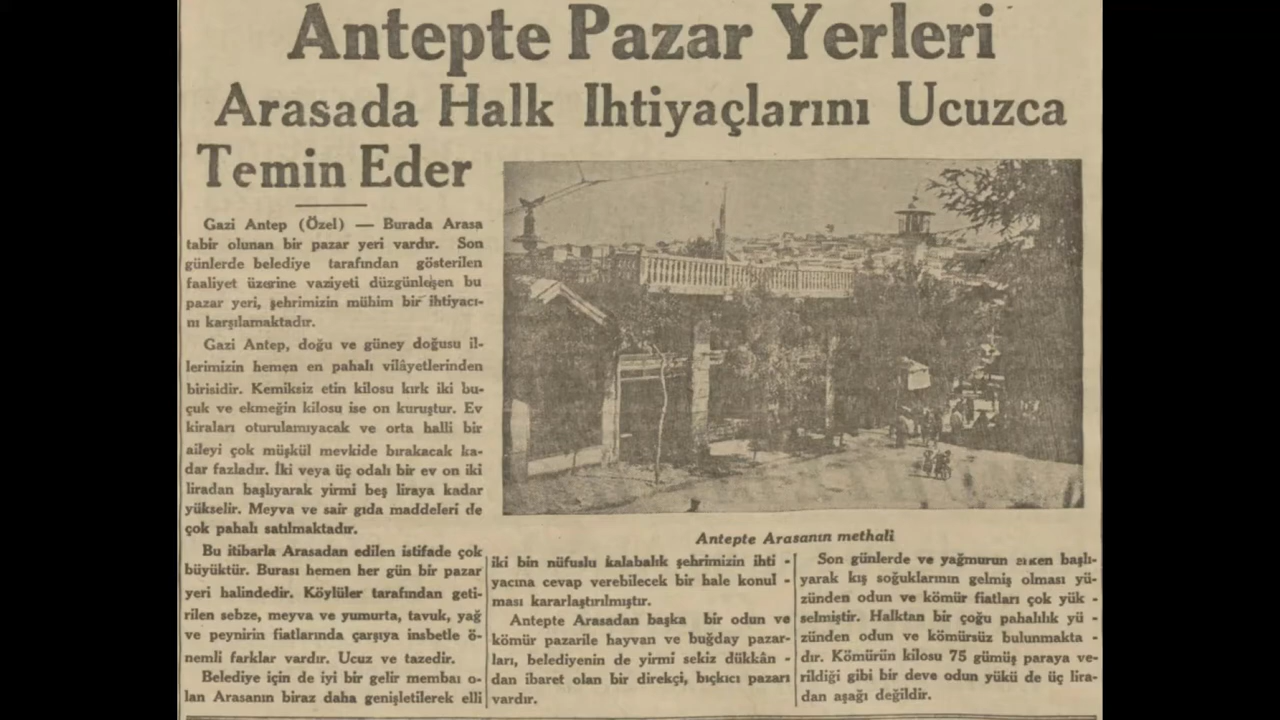 Antepte Pazar Yerleri
Arasada Halk Ihtiyaçlarını Ucuzca
Temin Eder
Gazi Antep (Özel) — Burada Arasa
tabir olunan bir pazar yeri vardır. Son
günlerde belediye tarafından gösterilen
faaliyet üzerine vaziyeti düzgünleşen bu
pazar yeri, şehrimizin mühim bir ihtiyacı-
nı karşılamaktadır.
Gazi Antep, doğu ve güney doğusu il-
lerimizin hemen en pahalı vilâyetlerinden
birisidir. Kemiksiz etin kilosu kırk iki bu-
çuk ve ekmeğin kilosu ise on kuruştur. Ev
kiraları oturulamıyacak ve orta halli bir
aileyi çok müşkül mevkide bırakacak ka-
dar fazladır. İki veya üç odalı bir ev on iki
liradan başlıyarak yirmi beş liraya kadar
yükselir. Meyva ve sair gıda maddeleri de
çok pahalı satılmaktadır.
Bu itibarla Arasadan edilen istifade çok
büyüktür. Burası hemen her gün bir pazar
yeri halindedir. Köylüler tarafından geti-
rilen sebze, meyva ve yumurta, tavuk, yağ
ve peynirin fiatlarında çarşıya insbetle ö-
nemli farklar vardır. Ucuz ve tazedir.
Belediye için de iyi bir gelir membaı o-
lan Arasanın biraz daha genişletilerek elli
Antepte Arasanın methali
iki bin nüfuslu kalabalık şehrimizin ihti -
yacına cevap verebilecek bir hale konul -
ması kararlaştırılmıştır.
Antepte Arasadan başka bir odun ve
kömür pazarile hayvan ve buğday pazar-
ları, belediyenin de yirmi sekiz dükkân -
dan ibaret olan bir direkçi, bıçkıcı pazarı
vardır.
Son günlerde ve yağmurun erken başlı-
yarak kış soğuklarının gelmiş olması yü-
zünden odun ve kömür fiatları çok yük -
selmiştir. Halktan bir çoğu pahalılık yü -
zünden odun ve kömürsüz bulunmakta -
dır. Kömürün kilosu 75 gümüş paraya ve-
rildiği gibi bir deve odun yükü de üç lira-
dan aşağı değildir.